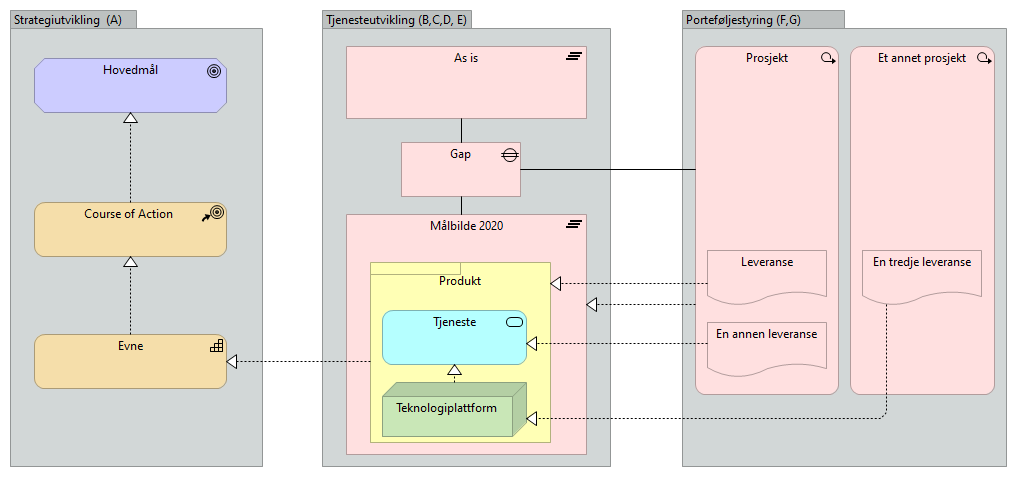 Strategiutvikling (A)
Hovedmål
Course of Action
Evne
Tjenesteutvikling (B,C,D, E)
As is
Gap
Målbilde 2020
Produkt
Tjeneste
Teknologiplattform
Porteføljestyring (F,G)
Prosjekt
Leveranse
En annen leveranse
Et annet prosjekt
En tredje leveranse